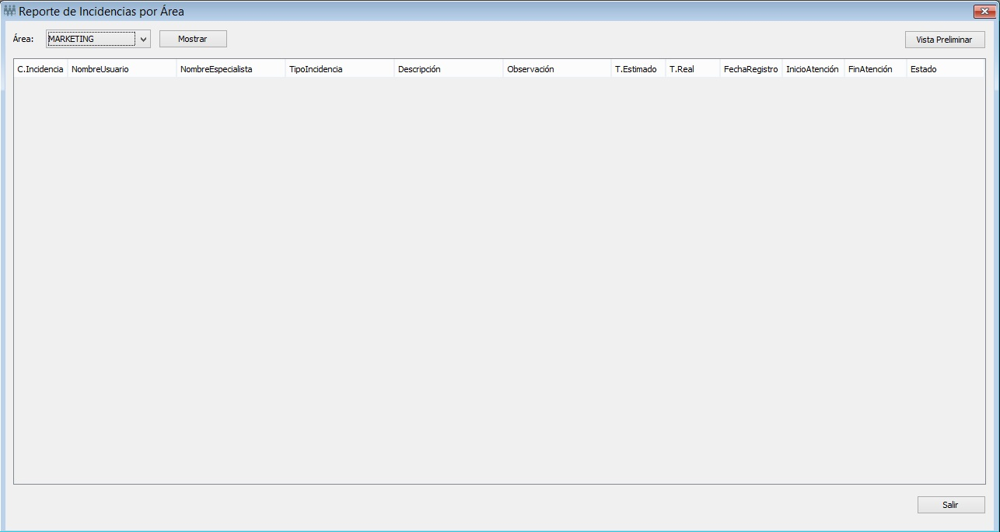 Reporte de Incidencias por Área
Área: MARKETING Mostrar Vista Preliminar
C.Incidencia NombreUsuario NombreEspecialista TipoIncidencia Descripción Observación T.Estimado T.Real FechaRegistro InicioAtención FinAtención Estado
Salir